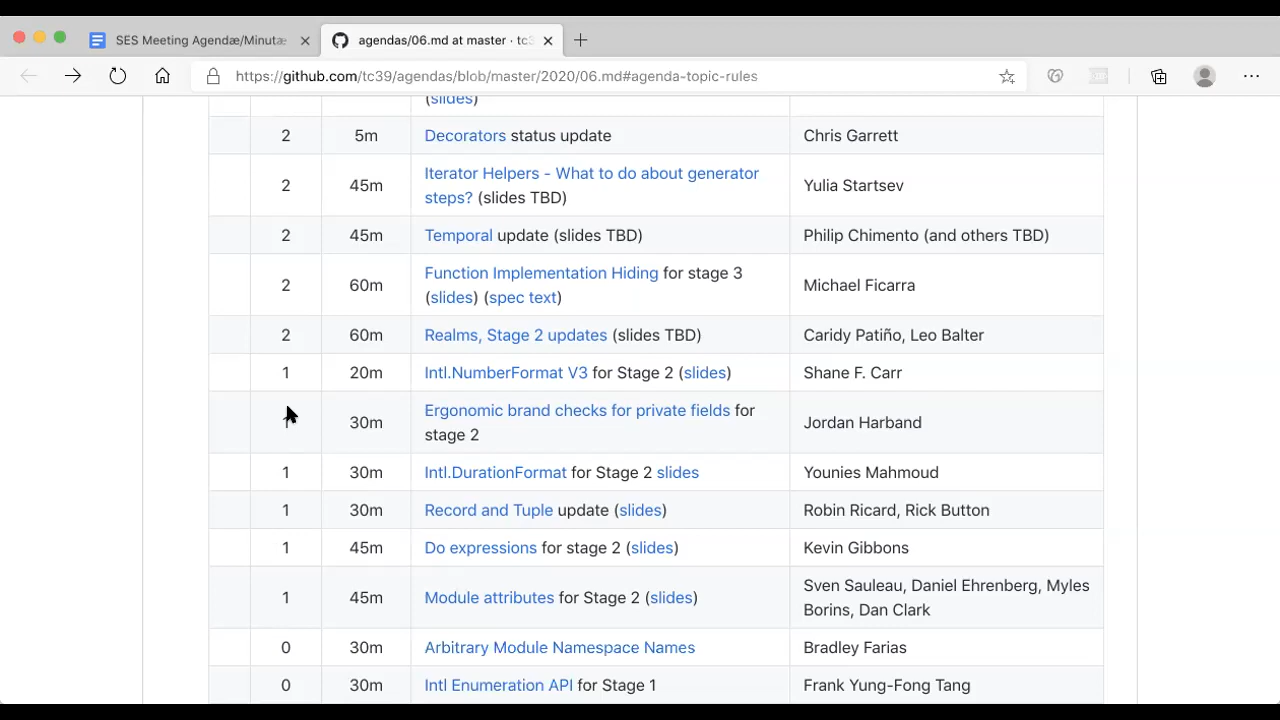 SES Meeting Agendæ/Minutæ
agendas/06.md at master · tc3
https://github.com/tc39/agendas/blob/master/2020/06.md#agenda-topic-rules
(slides)
2 5m Decorators status update Chris Garrett
2 45m Iterator Helpers - What to do about generator
steps? (slides TBD) Yulia Startsev
2 45m Temporal update (slides TBD) Philip Chimento (and others TBD)
2 60m Function Implementation Hiding for stage 3
(slides) (spec text) Michael Ficarra
2 60m Realms, Stage 2 updates (slides TBD) Caridy Patiño, Leo Balter
1 20m Intl.NumberFormat V3 for Stage 2 (slides) Shane F. Carr
1 30m Ergonomic brand checks for private fields for
stage 2 Jordan Harband
1 30m Intl.DurationFormat for Stage 2 slides Younies Mahmoud
1 30m Record and Tuple update (slides) Robin Ricard, Rick Button
1 45m Do expressions for stage 2 (slides) Kevin Gibbons
1 45m Module attributes for Stage 2 (slides) Sven Sauleau, Daniel Ehrenberg, Myles
Borins, Dan Clark
0 30m Arbitrary Module Namespace Names Bradley Farias
0 30m Intl Enumeration API for Stage 1 Frank Yung-Fong Tang